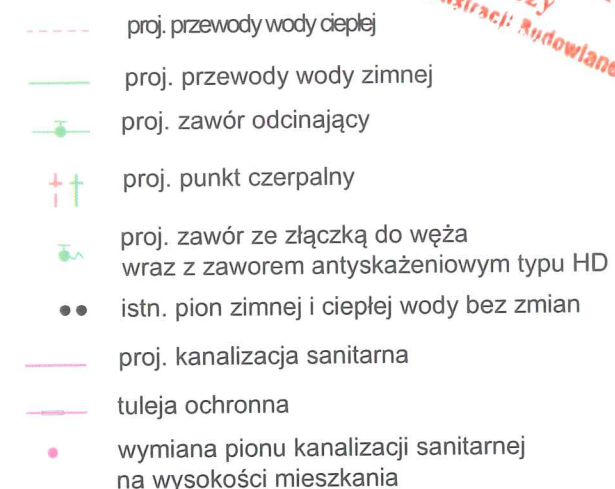 proj. przewody wody ciepłej
Budowlane
proj. przewody wody zimnej
proj. zawór odcinający
proj. punkt czerpalny
proj. zawór ze złączką do węża
wraz z zaworem antyskażeniowym typu HD
istn. pion zimnej i ciepłej wody bez zmian
proj. kanalizacja sanitarna
tuleja ochronna
wymiana pionu kanalizacji sanitarnej
na wysokości mieszkania